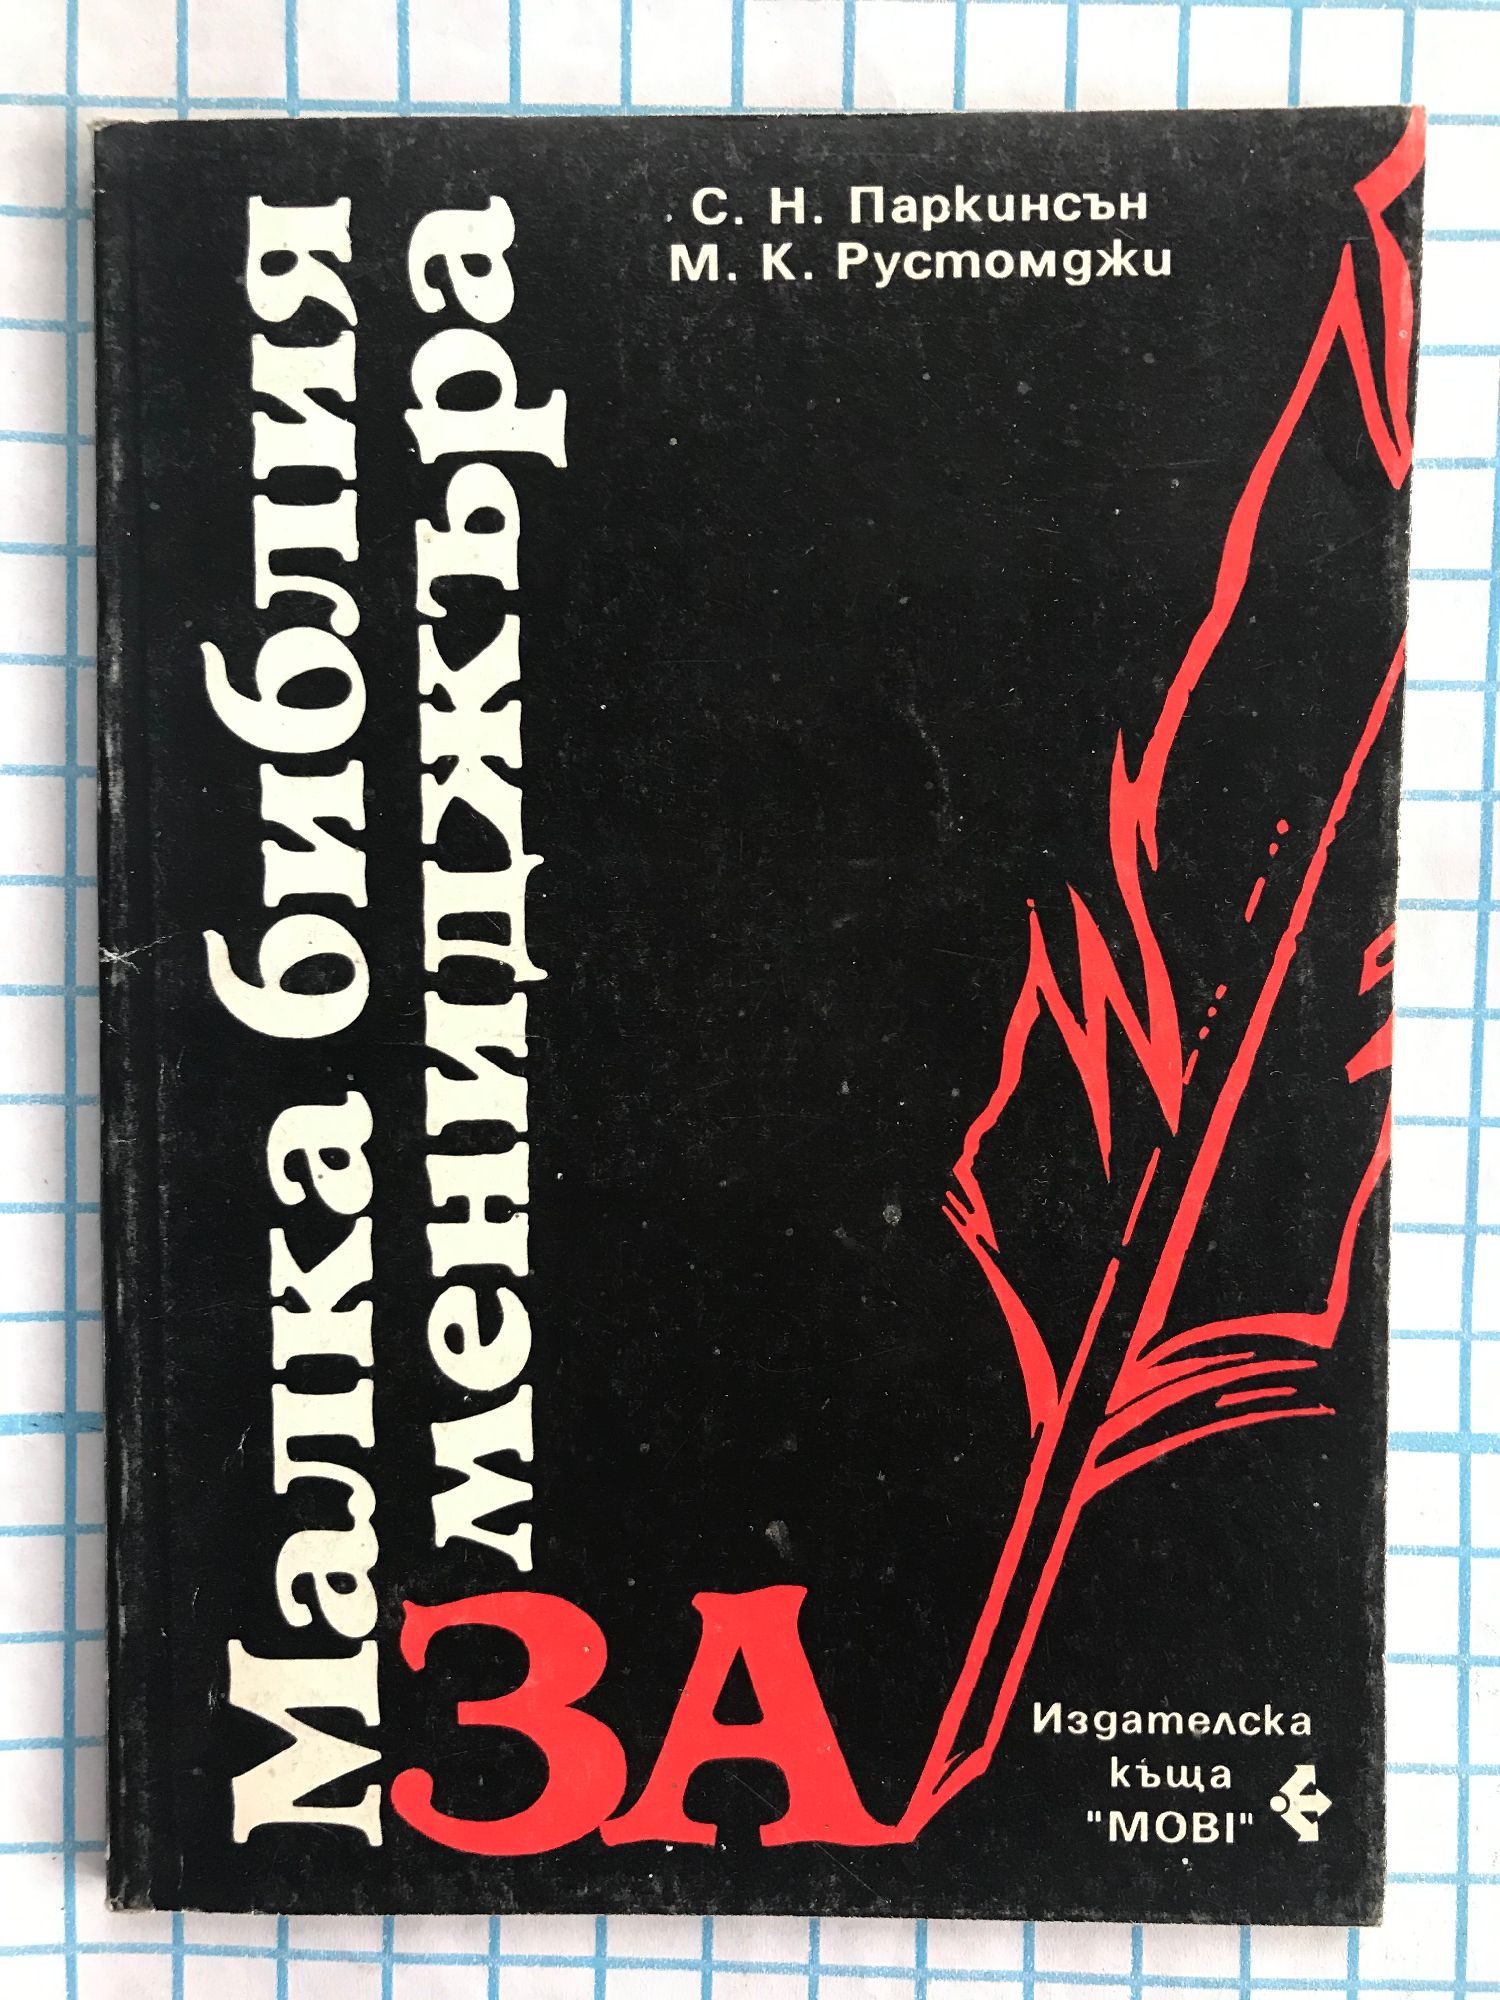 С. Н. Паркинсън
М. К. Рустомджи
Малка библия
ЗА
мениджъра
Издателска
къща
"МОВІ"